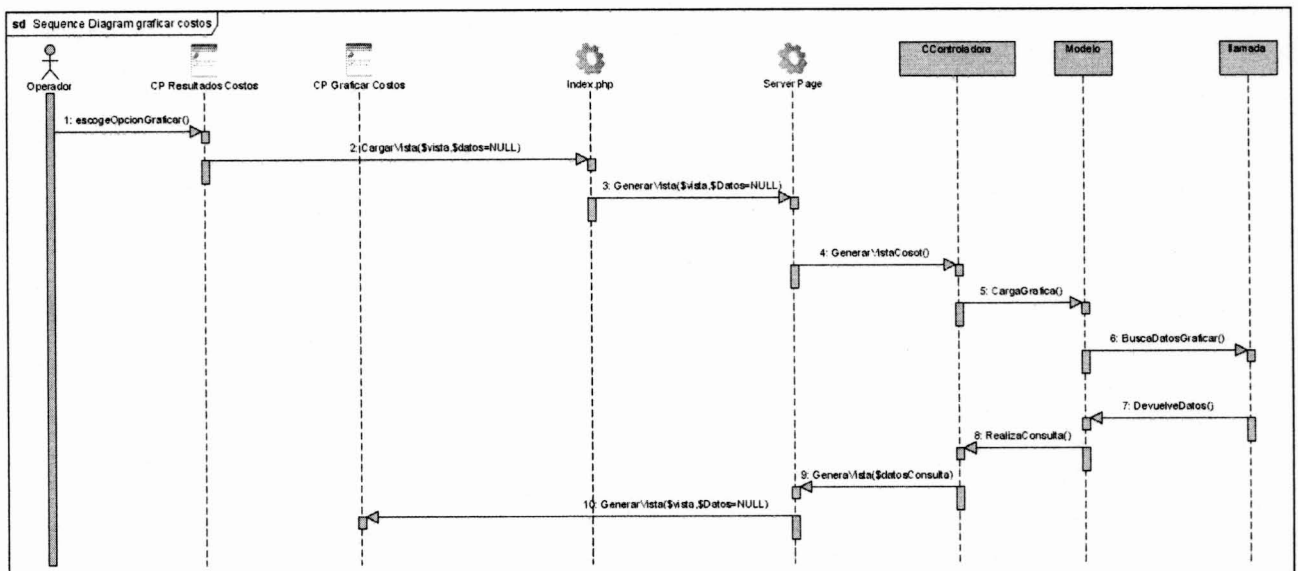 sd Sequence Diagram graficar costos
Operador
CP Resultados Costos
CP Graficar Costos
Index.php
Server Page
CControladora
Modelo
llamada
1: escogeOpcionGraficar()
2: CargarVista($vista,$datos=NULL)
3: GenerarVista($vista,$Datos=NULL)
4: GenerarVistaCosot()
5: CargaGrafica()
6: BuscaDatosGraficar()
7: DevuelveDatos()
8: RealizaConsulta()
9: GeneraVista($datosConsulta)
10: GenerarVista($vista,$Datos=NULL)